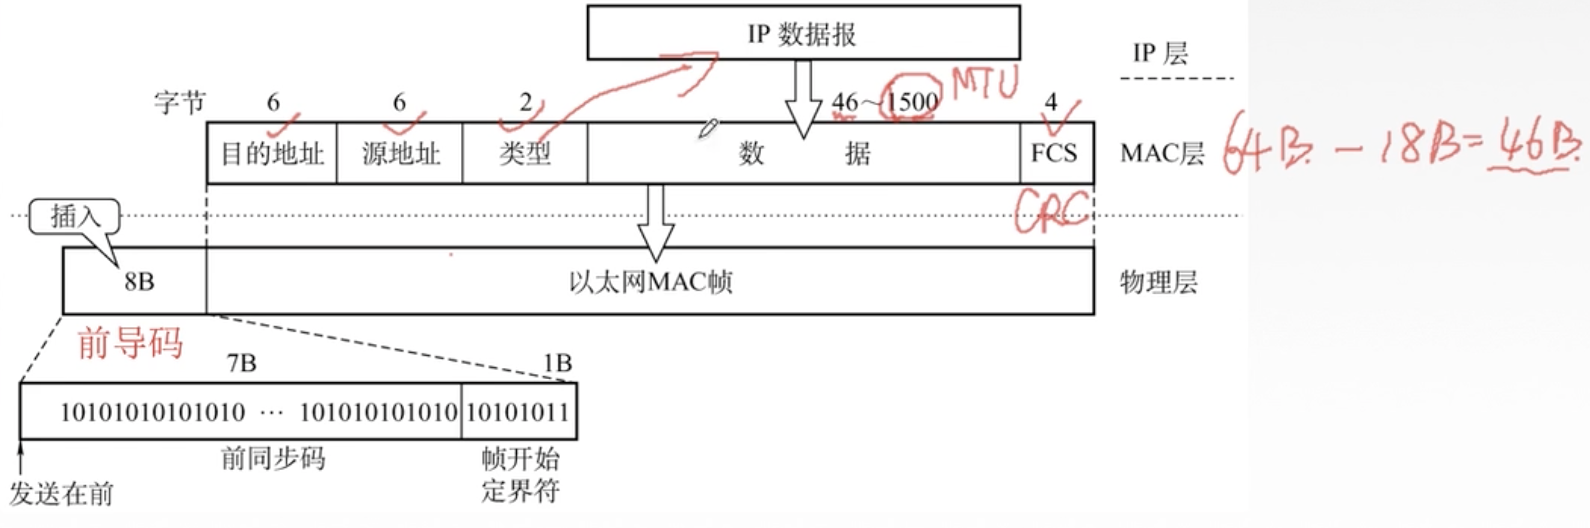 IP 数据报
IP 层
字节 6 6 2 46~1500 MTU 4
目的地址 源地址 类型 数 据 FCS MAC层 64B - 18B = 46B
CRC
插入
8B 以太网MAC帧 物理层
前导码
7B 1B
10101010101010 ··· 101010101010 10101011
前同步码 帧开始
定界符
发送在前